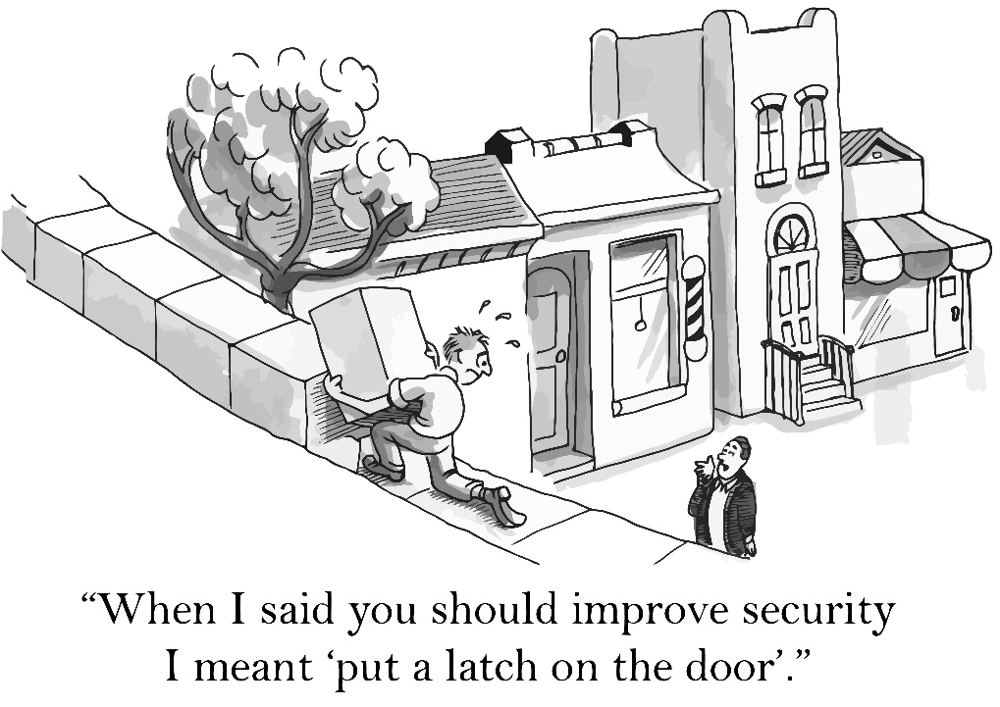 “When I said you should improve security
I meant ‘put a latch on the door’.”